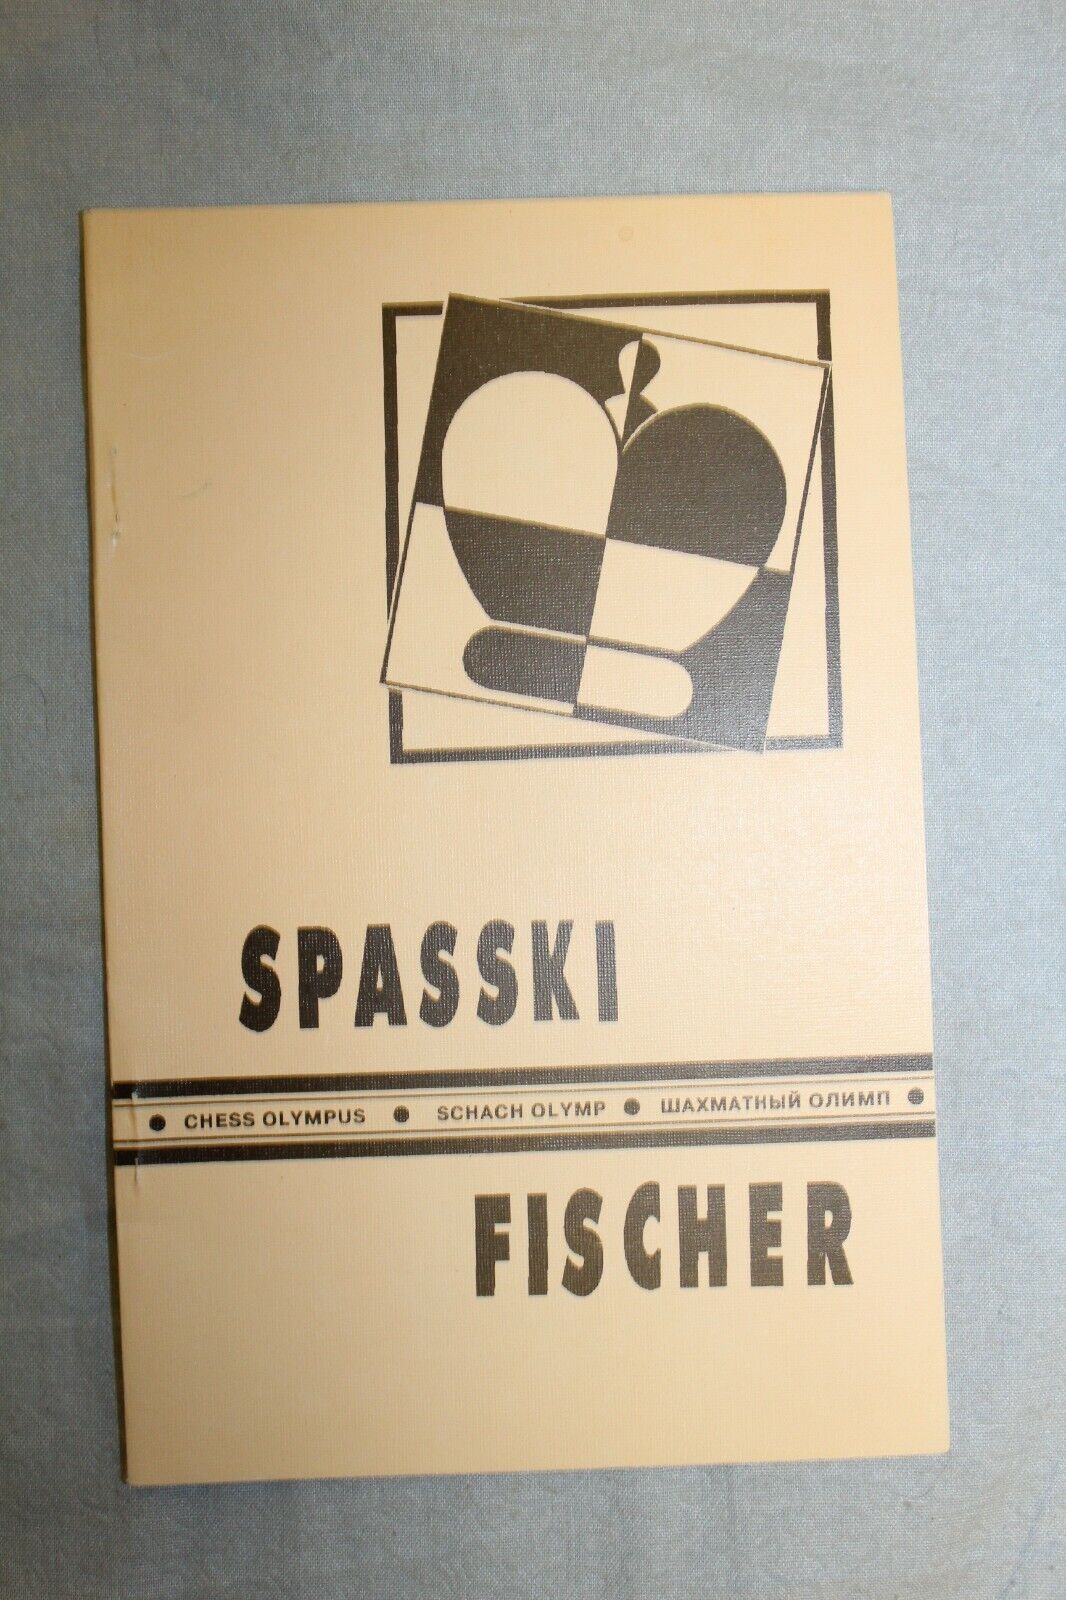 SPASSKI
● CHESS OLYMPUS ● SCHACH OLYMP ● ШАХМАТНЫЙ ОЛИМП ●
FISCHER